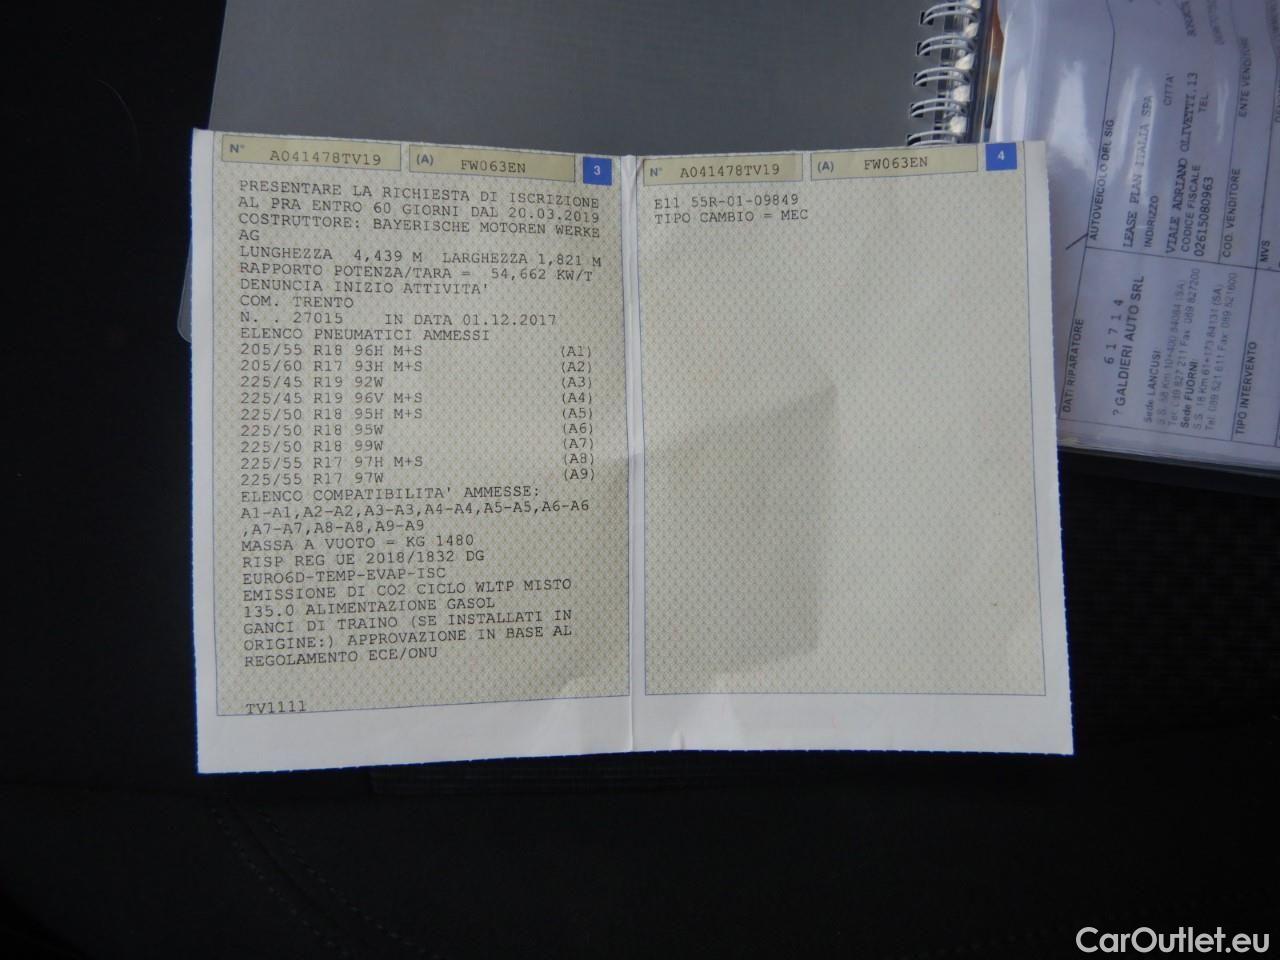 N° A041478TV19 (A) FW063EN 3
PRESENTARE LA RICHIESTA DI ISCRIZIONE
AL PRA ENTRO 60 GIORNI DAL 20.03.2019
COSTRUTTORE: BAYERISCHE MOTOREN WERKE
AG
LUNGHEZZA 4,439 M LARGHEZZA 1,821 M
RAPPORTO POTENZA/TARA = 54,662 KW/T
DENUNCIA INIZIO ATTIVITA'
COM. TRENTO
N. . 27015 IN DATA 01.12.2017
ELENCO PNEUMATICI AMMESSI
205/55 R18 96H M+S (A1)
205/60 R17 93H M+S (A2)
225/45 R19 92W (A3)
225/45 R19 96V M+S (A4)
225/50 R18 95H M+S (A5)
225/50 R18 95W (A6)
225/50 R18 99W (A7)
225/55 R17 97H M+S (A8)
225/55 R17 97W (A9)
ELENCO COMPATIBILITA' AMMESSE:
A1-A1,A2-A2,A3-A3,A4-A4,A5-A5,A6-A6
,A7-A7,A8-A8,A9-A9
MASSA A VUOTO = KG 1480
RISP REG UE 2018/1832 DG
EURO6D-TEMP-EVAP-ISC
EMISSIONE DI CO2 CICLO WLTP MISTO
135.0 ALIMENTAZIONE GASOL
GANCI DI TRAINO (SE INSTALLATI IN
ORIGINE:) APPROVAZIONE IN BASE AL
REGOLAMENTO ECE/ONU
TV1111
N° A041478TV19 (A) FW063EN 4
E11 55R-01-09849
TIPO CAMBIO = MEC
AUTOVEICOLO DEL SIG.
LEASE PLAN ITALIA SPA
INDIRIZZO CITTA'
VIALE ADRIANO OLIVETTI, 13
CODICE FISCALE TEL.
02615080963
COD. VENDITORE ENTE VENDITORE
MVS
DATI RIPARATORE
61714
? GALDIERI AUTO SRL
Sede LANCUSI:
Sede FUORNI:
TIPO INTERVENTO
CarOutlet.eu